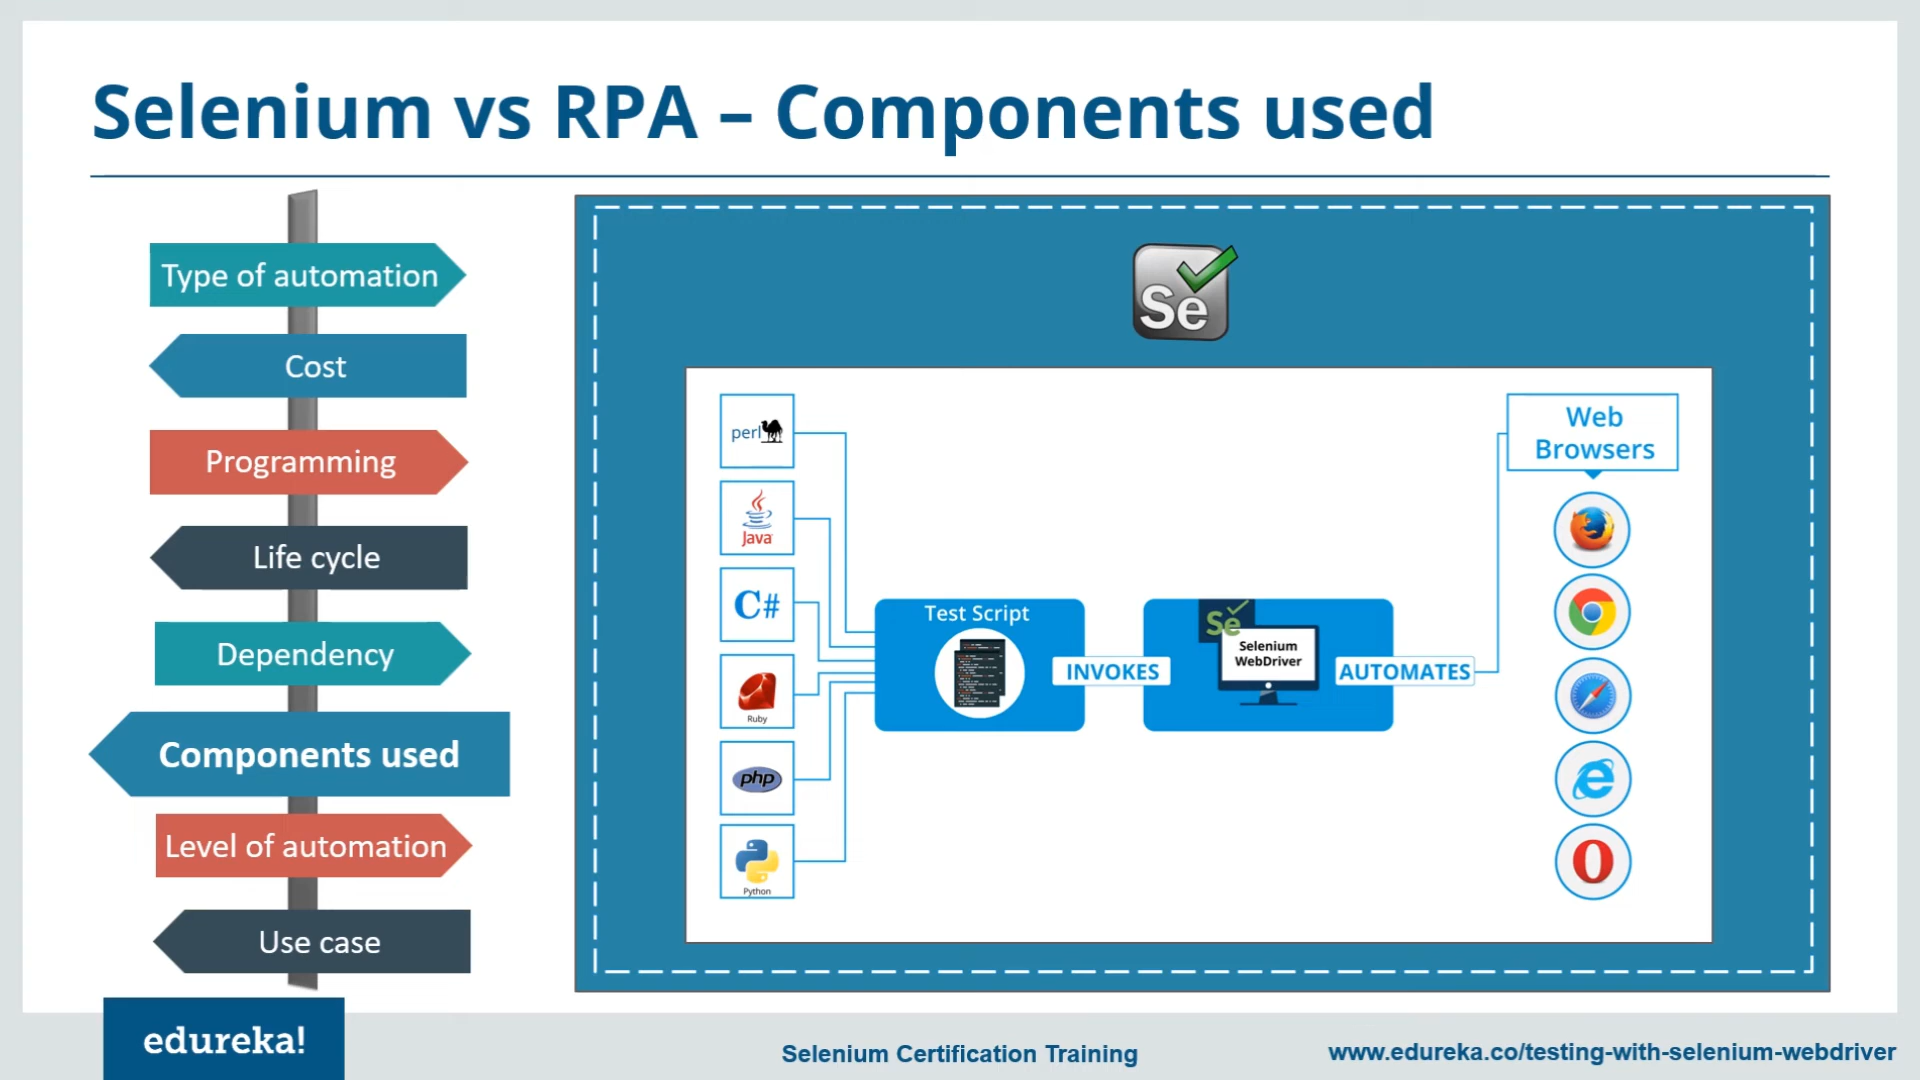 Selenium vs RPA – Components used
Type of automation
Cost
Programming
Life cycle
Dependency
Components used
Level of automation
Use case
Se
perl
Java
C#
Ruby
php
Python
Test Script
INVOKES
Se
Selenium
WebDriver
AUTOMATES
Web
Browsers
edureka!
Selenium Certification Training
www.edureka.co/testing-with-selenium-webdriver